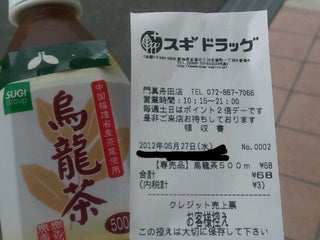 SUGI
Group
中国福建省産茶葉使用
烏龍茶
500
スギドラッグ
門真舟田店 TEL 072-887-7066
営業時間:10:15~21:00
毎週土日はポイント2倍デーです
是非ご来店お待ちしております
領 収 書
2012年06月27日(水)
No.0002
【専売品】烏龍茶500m ¥68
合計 ¥68
(内税計 ¥3)
クレジット売上票
お客様控え
この控えは大切に保管してください